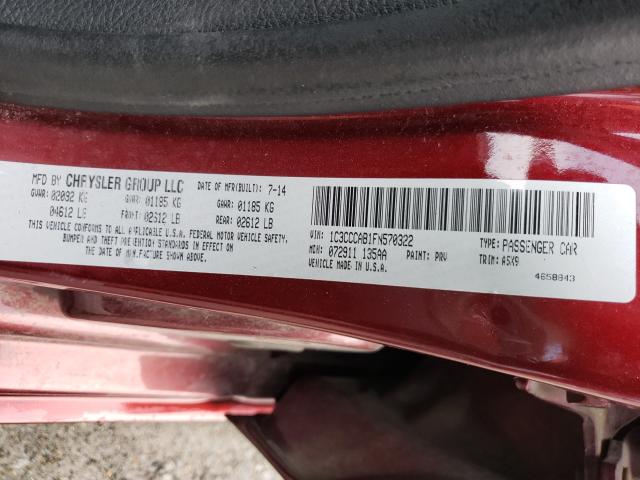 MFD BY CHRYSLER GROUP LLC DATE OF MFR(BUILT): 7-14
GVWR: 02092 KG GAWR: 01185 KG GAWR: 01185 KG
04612 LB FRONT: 02612 LB REAR: 02612 LB
THIS VEHICLE CONFORMS TO ALL APPLICABLE U.S.A. FEDERAL MOTOR VEHICLE SAFETY,
BUMPER AND THEFT PREVENTION STANDARDS IN EFFECT ON
THE DATE OF MANUFACTURE SHOWN ABOVE.
VIN: 1C3CCCAB1FN570322 TYPE: PASSENGER CAR
MDH: 072911 135AA PAINT: PRV TRIM: A5X9
VEHICLE MADE IN U.S.A.
4658843